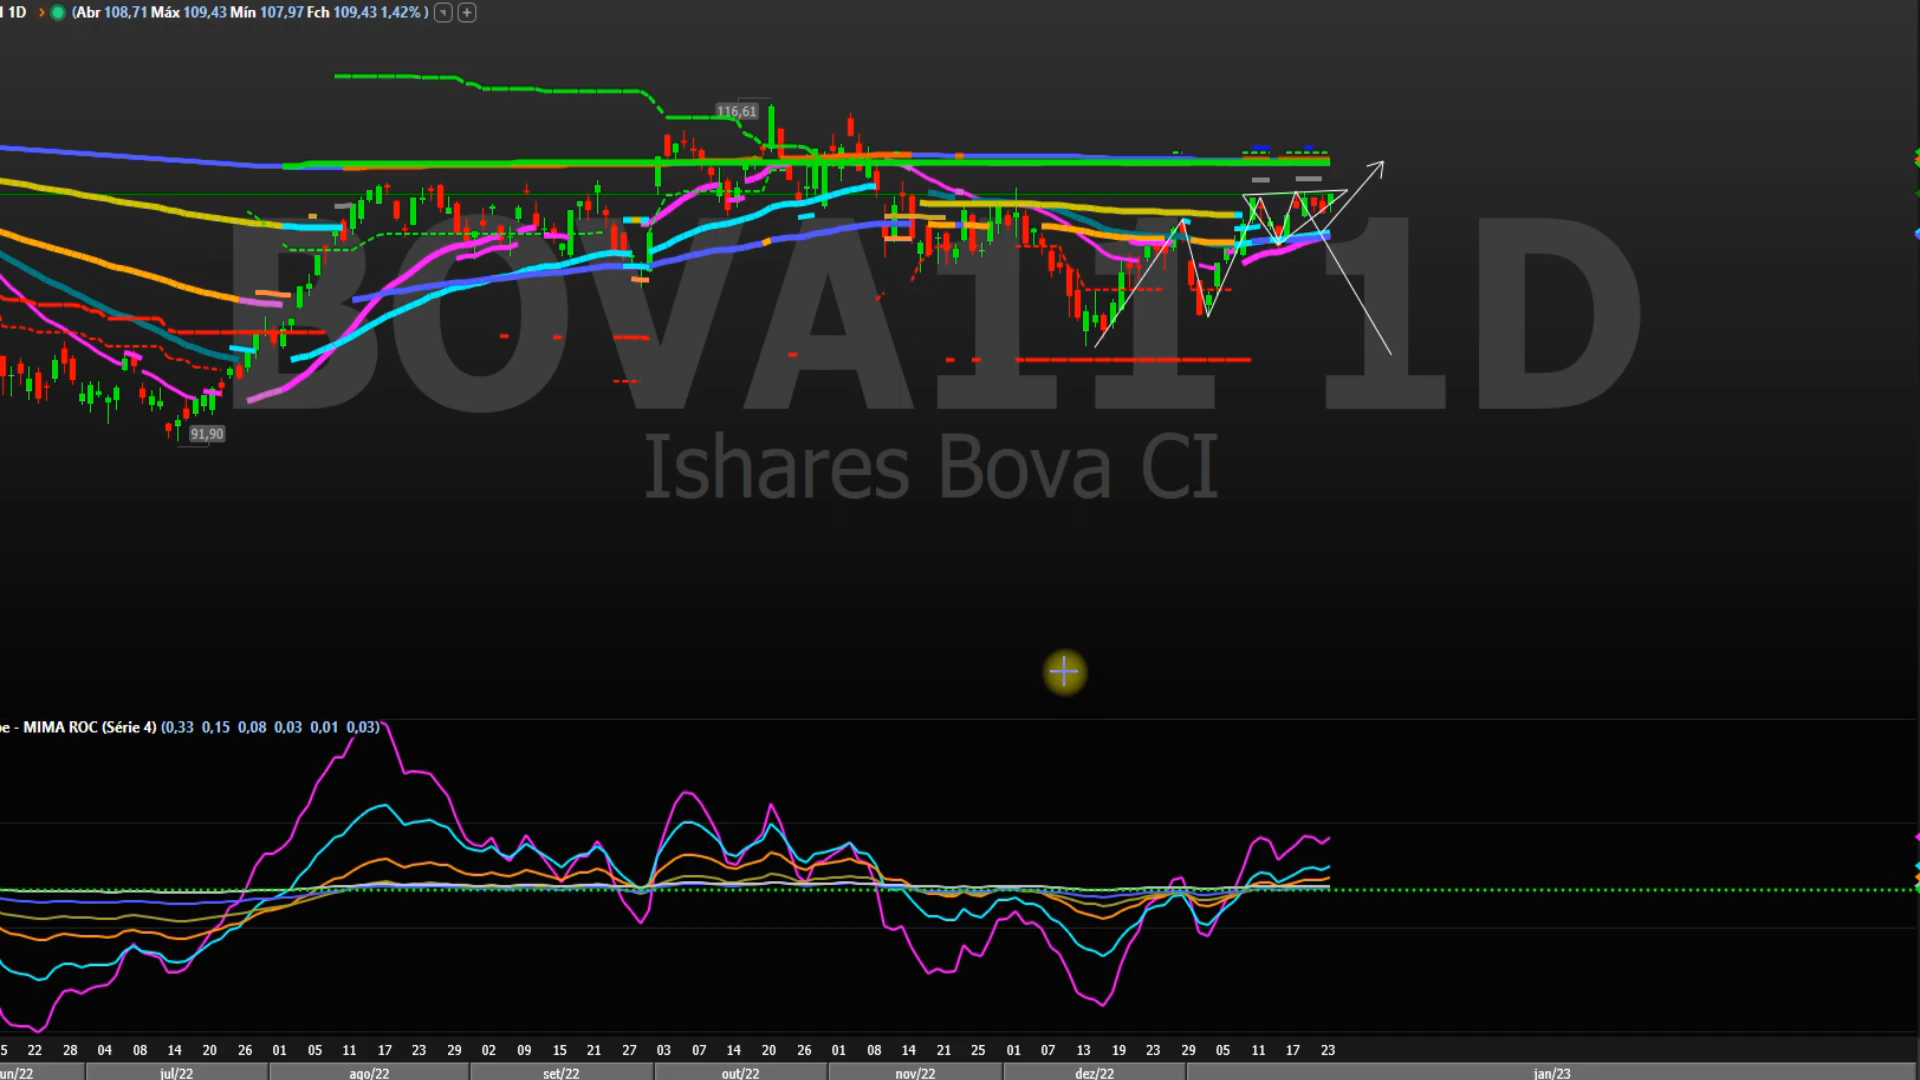 1D (Abr 108,71 Máx 109,43 Mín 107,97 Fch 109,43 1,42% )
116,61
BOVA11 1D
Ishares Bova CI
91,90
- MIMA ROC (Série 4) (0,33 0,15 0,08 0,03 0,01 0,03)
22 28 04 08 14 20 26 01 05 11 17 23 29 02 09 15 21 27 03 07 14 20 26 01 08 14 21 25 01 07 13 19 23 29 05 11 17 23
un/22 jul/22 ago/22 set/22 out/22 nov/22 dez/22 jan/23